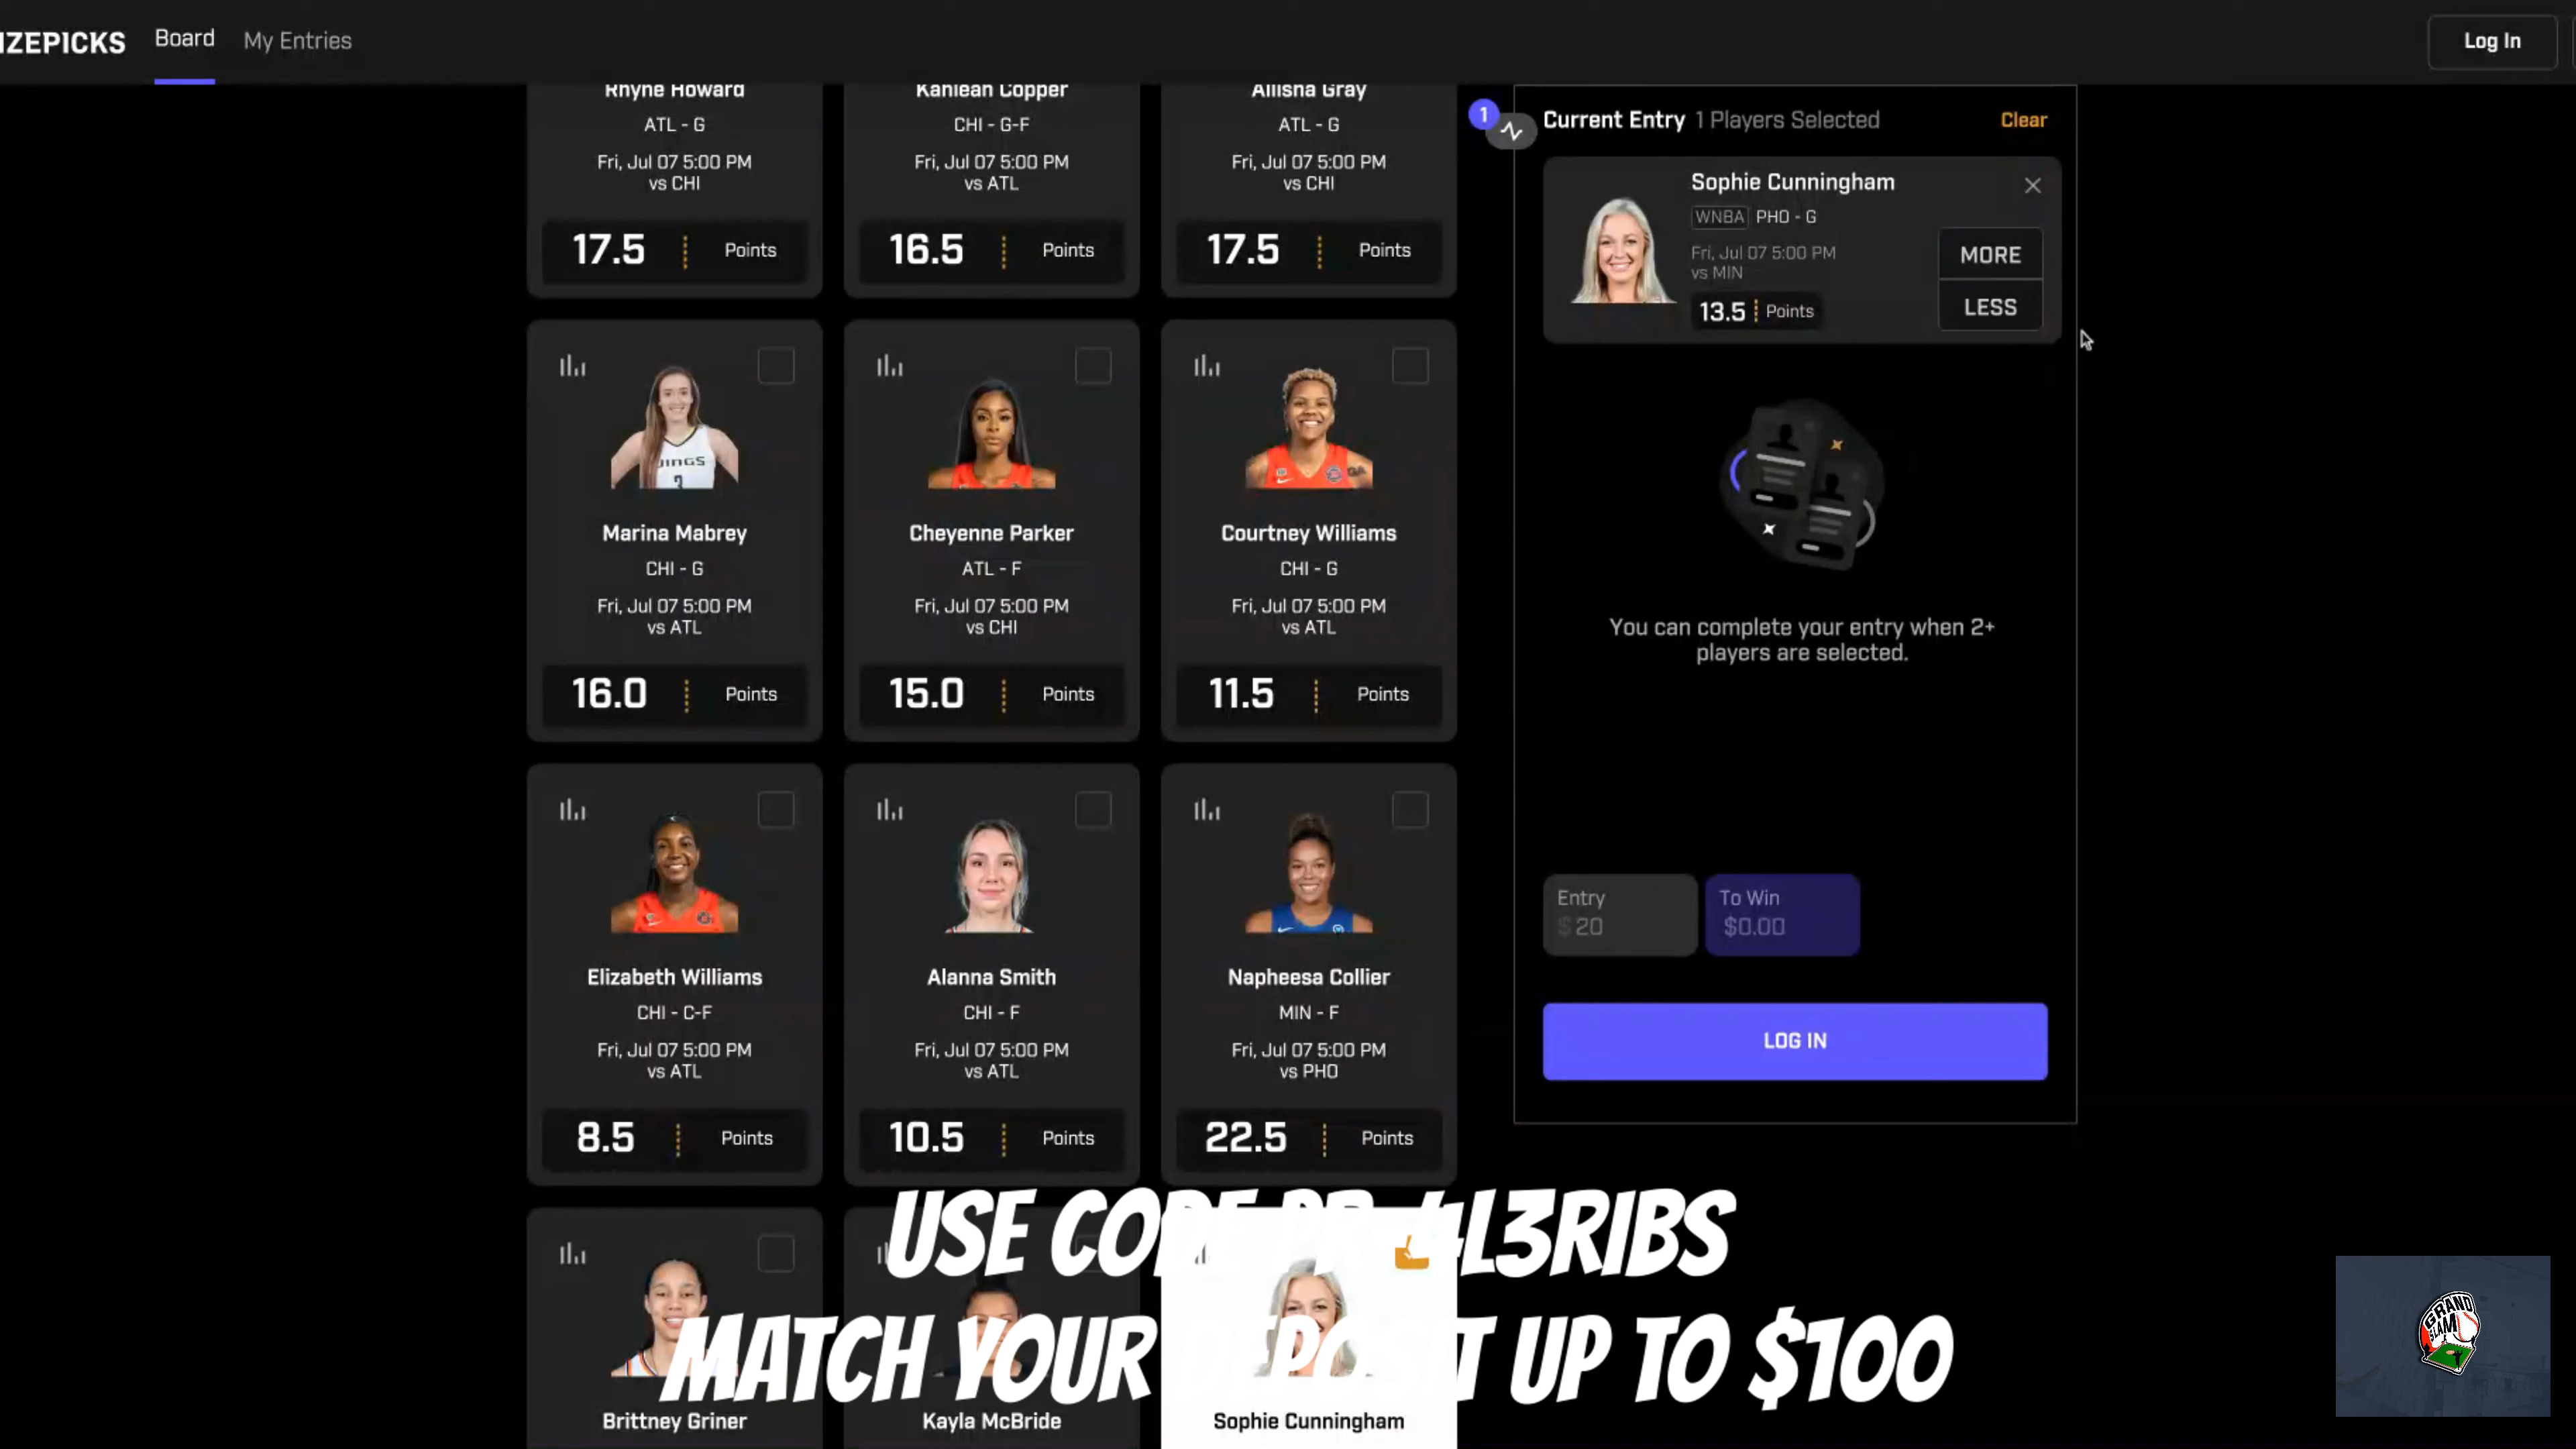 IZEPICKS Board My Entries Log In
Rhyne Howard
ATL - G
Fri, Jul 07 5:00 PM
vs CHI
17.5 Points
Kahleah Copper
CHI - G-F
Fri, Jul 07 5:00 PM
vs ATL
16.5 Points
Allisha Gray
ATL - G
Fri, Jul 07 5:00 PM
vs CHI
17.5 Points
Marina Mabrey
CHI - G
Fri, Jul 07 5:00 PM
vs ATL
16.0 Points
Cheyenne Parker
ATL - F
Fri, Jul 07 5:00 PM
vs CHI
15.0 Points
Courtney Williams
CHI - G
Fri, Jul 07 5:00 PM
vs ATL
11.5 Points
Elizabeth Williams
CHI - C-F
Fri, Jul 07 5:00 PM
vs ATL
8.5 Points
Alanna Smith
CHI - F
Fri, Jul 07 5:00 PM
vs ATL
10.5 Points
Napheesa Collier
MIN - F
Fri, Jul 07 5:00 PM
vs PHO
22.5 Points
Brittney Griner
Kayla McBride
Sophie Cunningham
1
Current Entry 1 Players Selected Clear
Sophie Cunningham
WNBA PHO - G
Fri, Jul 07 5:00 PM
vs MIN
13.5 Points
MORE
LESS
You can complete your entry when 2+
players are selected.
Entry
$ 20
To Win
$0.00
LOG IN
USE CODE L3RIBS
MATCH YOUR DEPOSIT UP TO $100
GRAND
SLAM